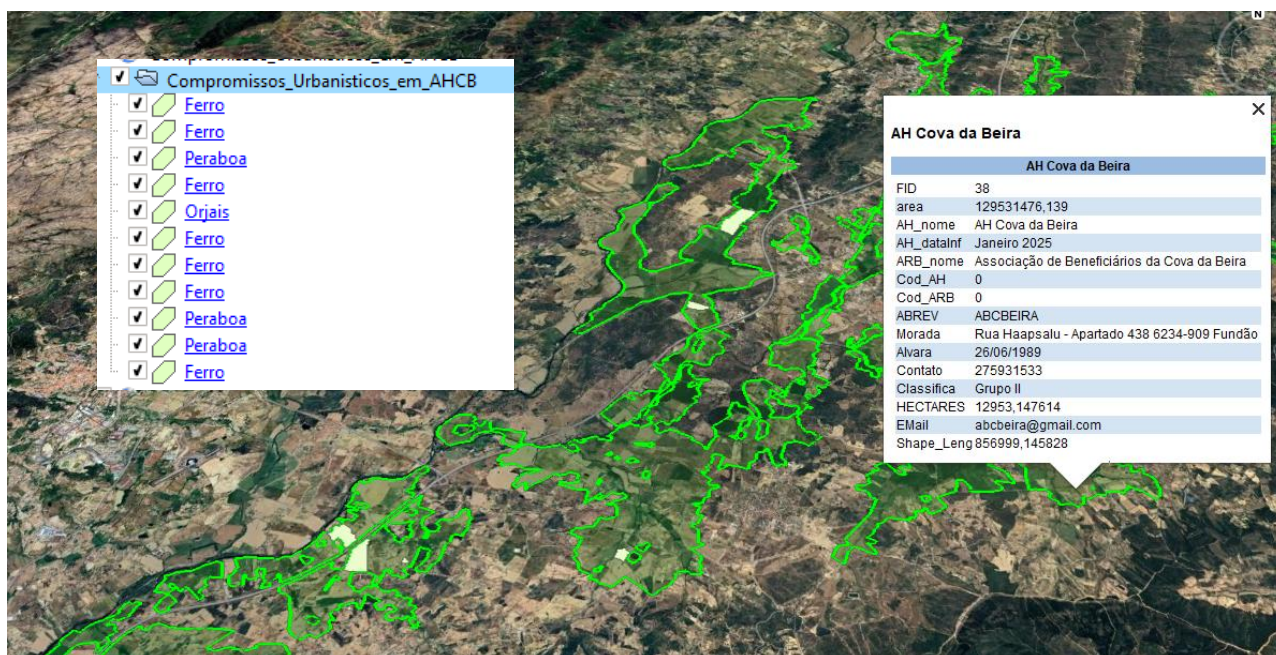 Compromissos_Urbanisticos_em_AHCB
Ferro
Ferro
Peraboa
Ferro
Orjais
Ferro
Ferro
Ferro
Peraboa
Peraboa
Ferro
N
AH Cova da Beira
AH Cova da Beira
FID 38
area 129531476,139
AH_nome AH Cova da Beira
AH_dataInf Janeiro 2025
ARB_nome Associação de Beneficiários da Cova da Beira
Cod_AH 0
Cod_ARB 0
ABREV ABCBEIRA
Morada Rua Haapsalu - Apartado 438 6234-909 Fundão
Alvara 26/06/1989
Contato 275931533
Classifica Grupo II
HECTARES 12953,147614
EMail abcbeira@gmail.com
Shape_Leng 856999,145828